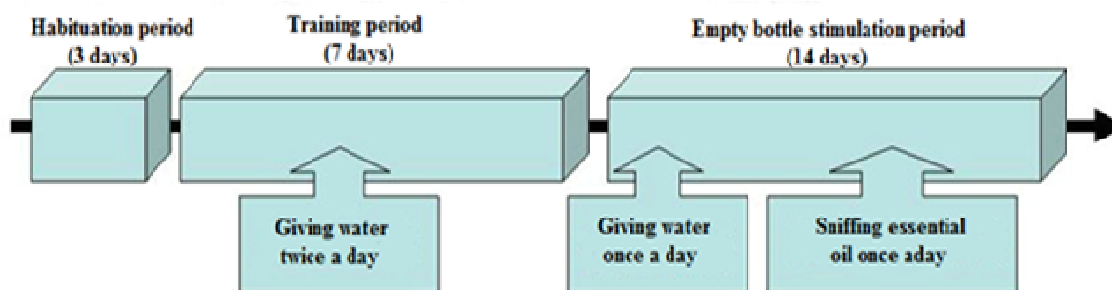 Habituation period
(3 days)
Training period
(7 days)
Empty bottle stimulation period
(14 days)
Giving water
twice a day
Giving water
once a day
Sniffing essential
oil once aday